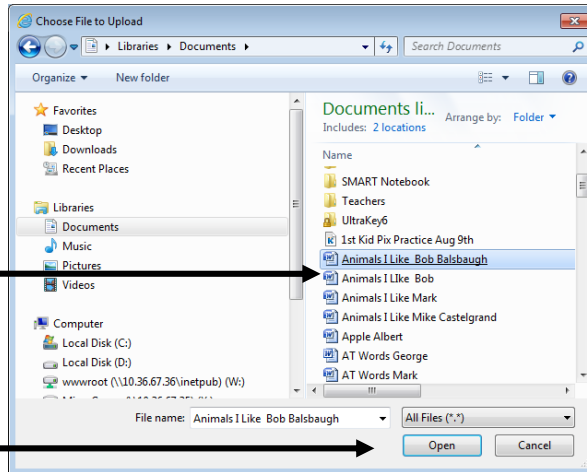 Choose File to Upload
Libraries Documents
Search Documents
Organize New folder
Favorites
Desktop
Downloads
Recent Places
Libraries
Documents
Music
Pictures
Videos
Computer
Local Disk (C:)
Local Disk (D:)
wwwroot (\\10.36.67.36\inetpub) (W:)
Documents li...
Includes: 2 locations
Arrange by: Folder
Name
SMART Notebook
Teachers
UltraKey6
1st Kid Pix Practice Aug 9th
Animals I Like Bob Balsbaugh
Animals I LIke Bob
Animals I Like Mark
Animals I Like Mike Castelgrand
Apple Albert
AT Words George
AT Words Mark
File name: Animals I Like Bob Balsbaugh
All Files (*.*)
Open Cancel